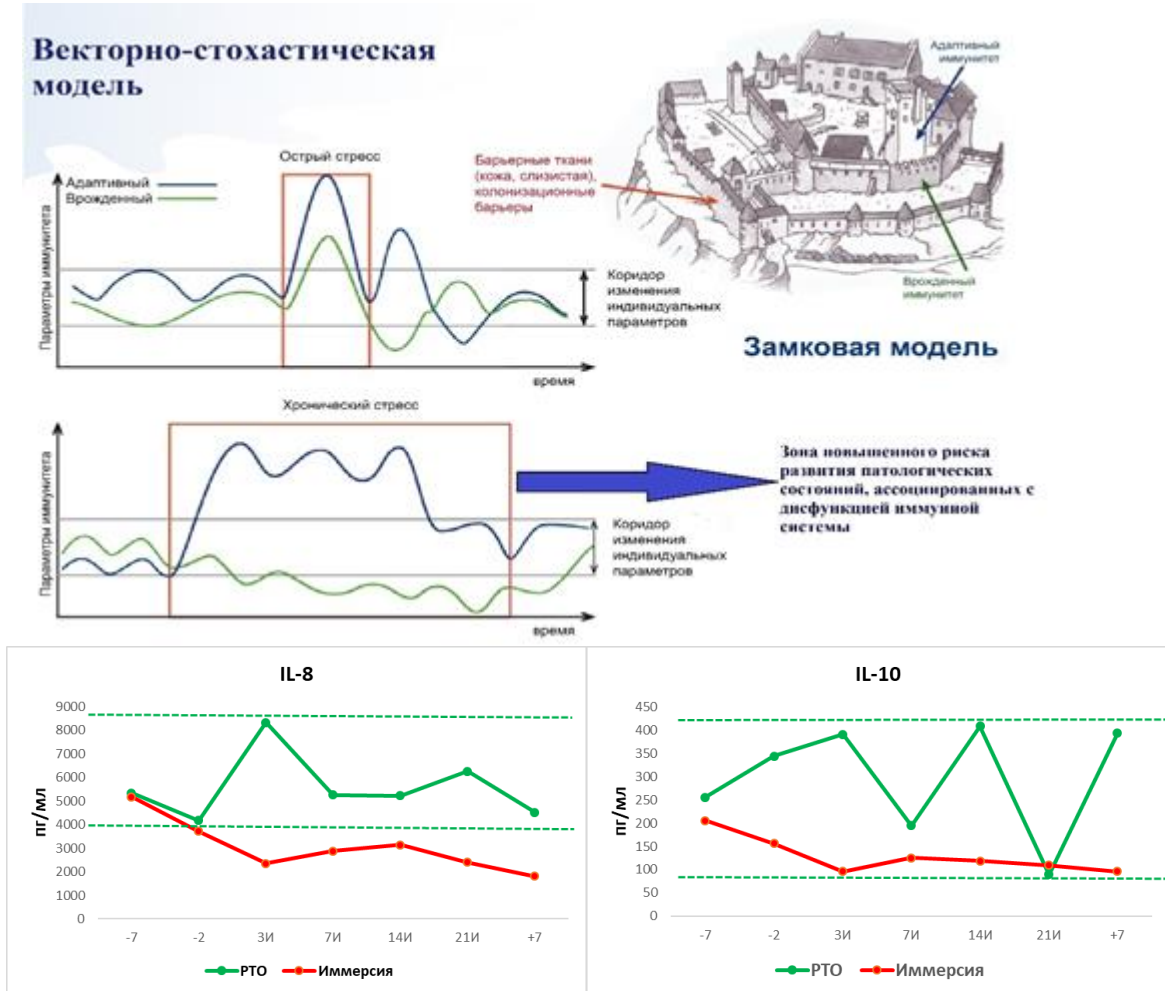 Векторно-стохастическая
модель
Адаптивный
иммунитет
Острый стресс
Барьерные ткани
(кожа, слизистая),
колонизационные
барьеры
Адаптивный
Врожденный
Параметры иммунитета
Коридор
изменения
индивидуальных
параметров
Врожденный
иммунитет
Замковая модель
время
Хронический стресс
Параметры иммунитета
Зона повышенного риска
развития патологических
состояний, ассоциированных с
дисфункцией иммунной
системы
Коридор
изменения
индивидуальных
параметров
время
IL-8
9000
8000
7000
6000
5000
4000
3000
2000
1000
0
пг/мл
-7 -2 3И 7И 14И 21И +7
РТО Иммерсия
IL-10
450
400
350
300
250
200
150
100
50
0
пг/мл
-7 -2 3И 7И 14И 21И +7
РТО Иммерсия